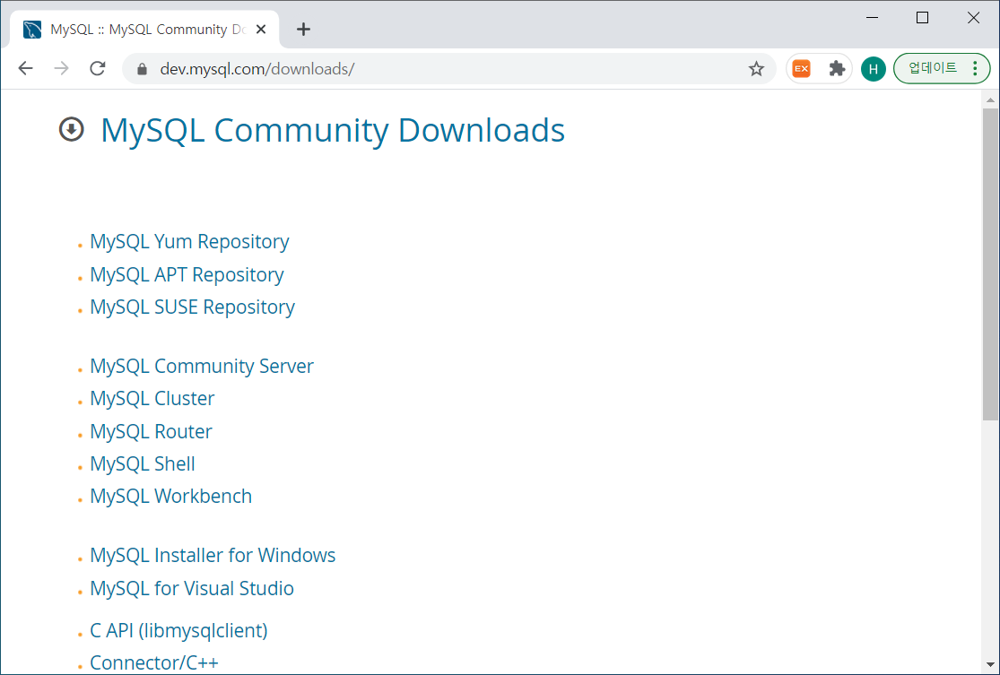 MySQL :: MySQL Community Do
dev.mysql.com/downloads/
EX
H
업데이트
MySQL Community Downloads
MySQL Yum Repository
MySQL APT Repository
MySQL SUSE Repository
MySQL Community Server
MySQL Cluster
MySQL Router
MySQL Shell
MySQL Workbench
MySQL Installer for Windows
MySQL for Visual Studio
C API (libmysqlclient)
Connector/C++